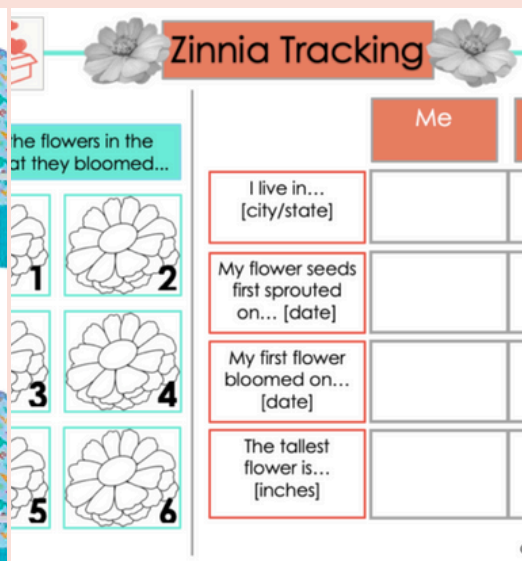 Zinnia Tracking
the flowers in the
at they bloomed...
1
2
3
4
5
6
Me
I live in...
[city/state]
My flower seeds
first sprouted
on... [date]
My first flower
bloomed on...
[date]
The tallest
flower is...
[inches]